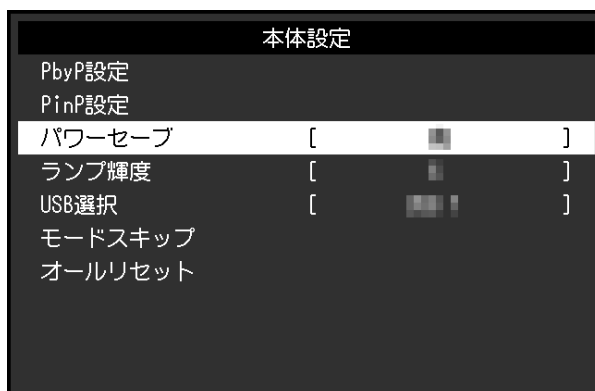 本体設定
PbyP設定
PinP設定
パワーセーブ [ ]
ランプ輝度 [ ]
USB選択 [ ]
モードスキップ
オールリセット